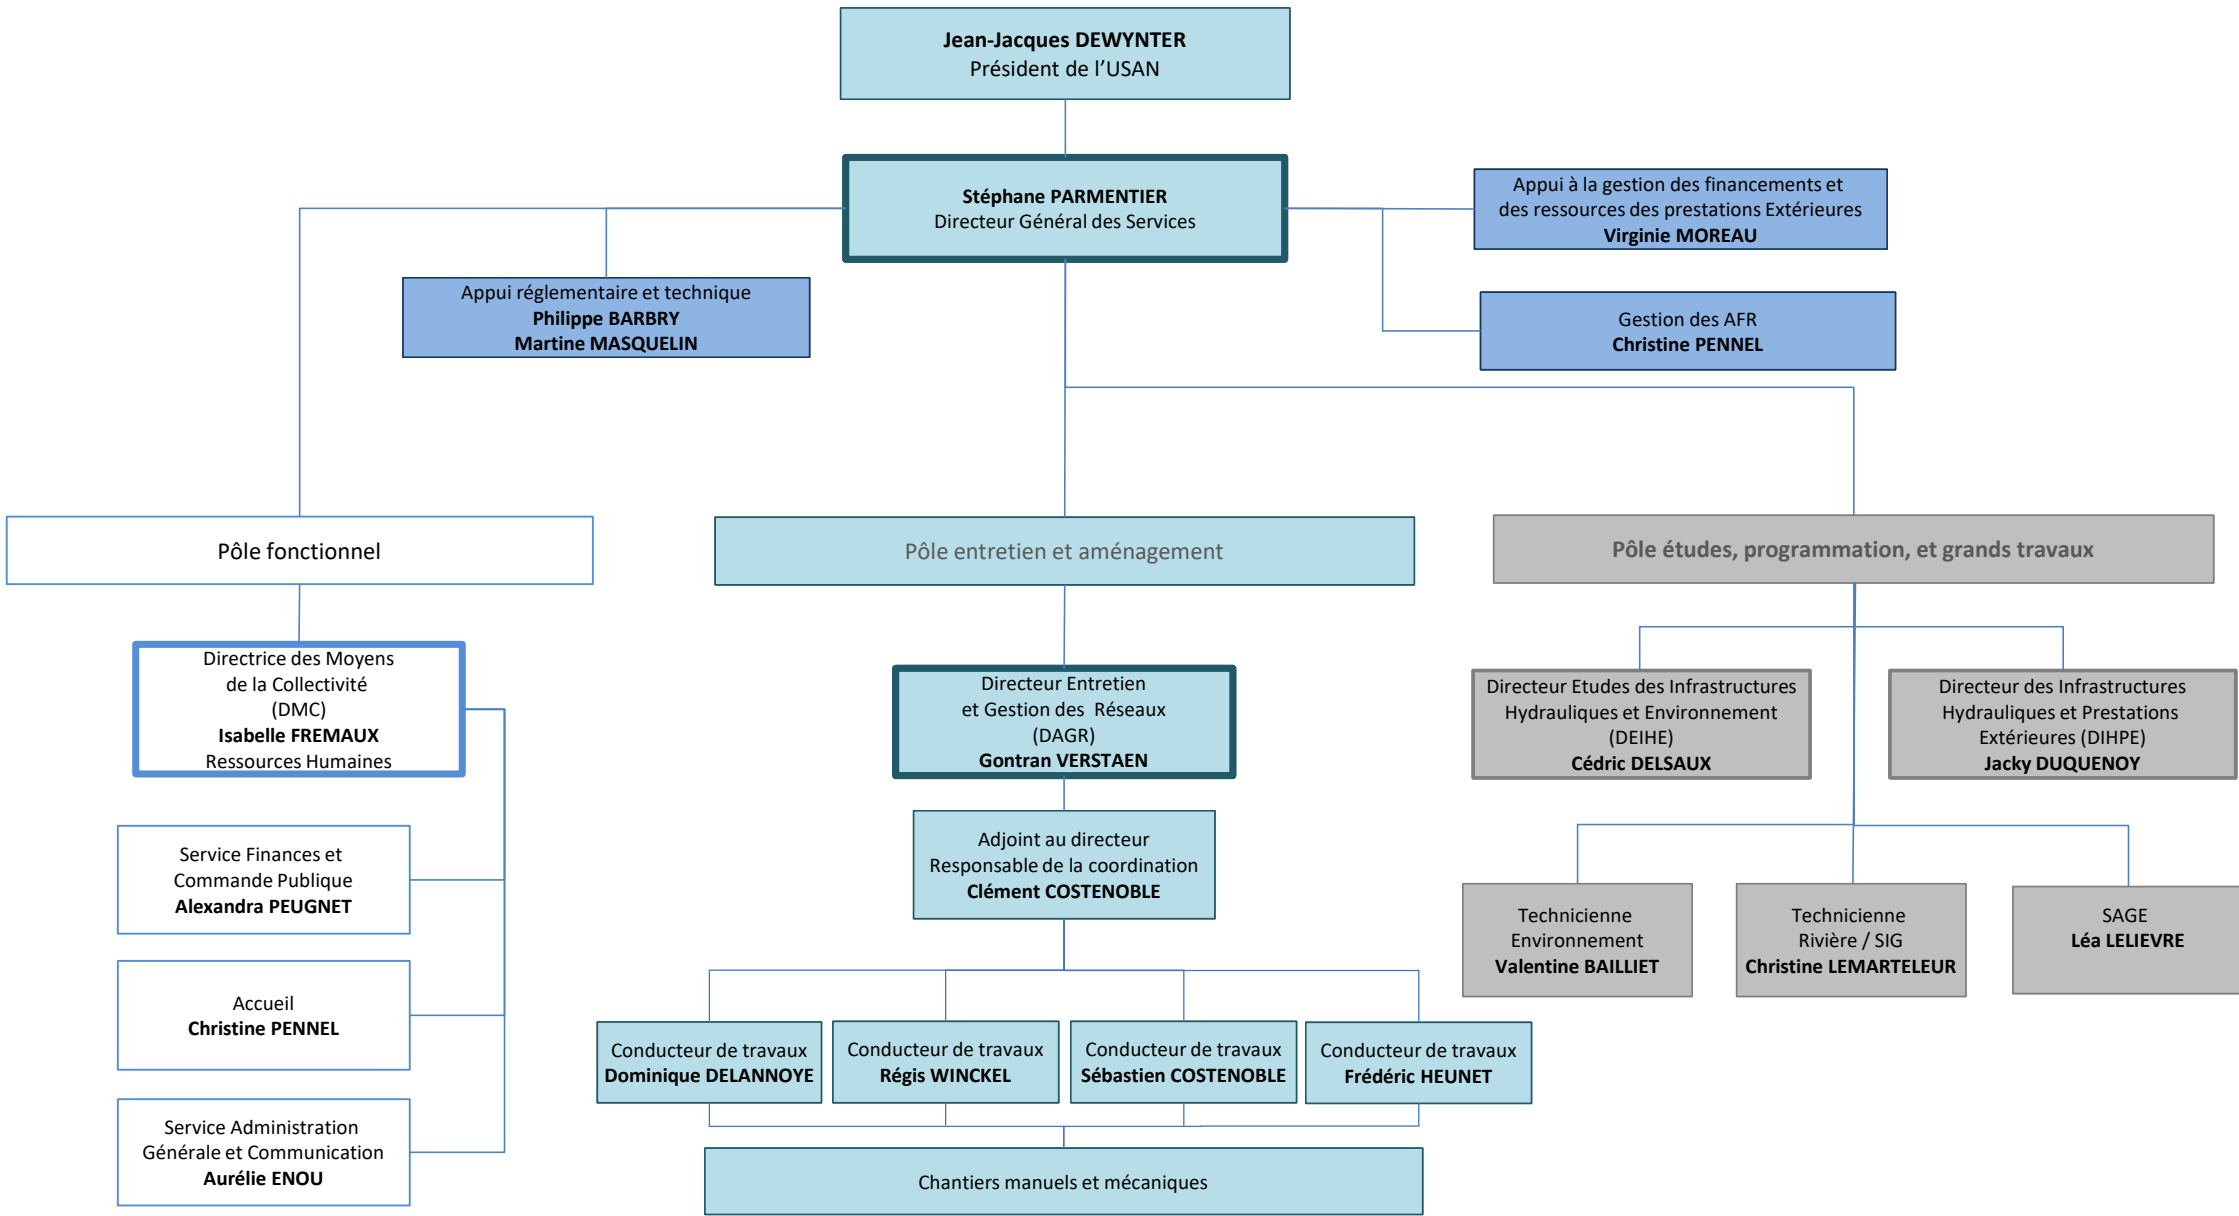 Jean-Jacques DEWYNTER
Président de l’USAN
Stéphane PARMENTIER
Directeur Général des Services
Appui à la gestion des financements et
des ressources des prestations Extérieures
Virginie MOREAU
Appui réglementaire et technique
Philippe BARBRY
Martine MASQUELIN
Gestion des AFR
Christine PENNEL
Pôle fonctionnel
Pôle entretien et aménagement
Pôle études, programmation, et grands travaux
Directrice des Moyens
de la Collectivité
(DMC)
Isabelle FREMAUX
Ressources Humaines
Directeur Entretien
et Gestion des Réseaux
(DAGR)
Gontran VERSTAEN
Directeur Etudes des Infrastructures
Hydrauliques et Environnement
(DEIHE)
Cédric DELSAUX
Directeur des Infrastructures
Hydrauliques et Prestations
Extérieures (DIHPE)
Jacky DUQUENOY
Service Finances et
Commande Publique
Alexandra PEUGNET
Adjoint au directeur
Responsable de la coordination
Clément COSTENOBLE
Technicienne
Environnement
Valentine BAILLIET
Technicienne
Rivière / SIG
Christine LEMARTELEUR
SAGE
Léa LELIEVRE
Accueil
Christine PENNEL
Conducteur de travaux
Dominique DELANNOYE
Conducteur de travaux
Régis WINCKEL
Conducteur de travaux
Sébastien COSTENOBLE
Conducteur de travaux
Frédéric HEUNET
Service Administration
Générale et Communication
Aurélie ENOU
Chantiers manuels et mécaniques